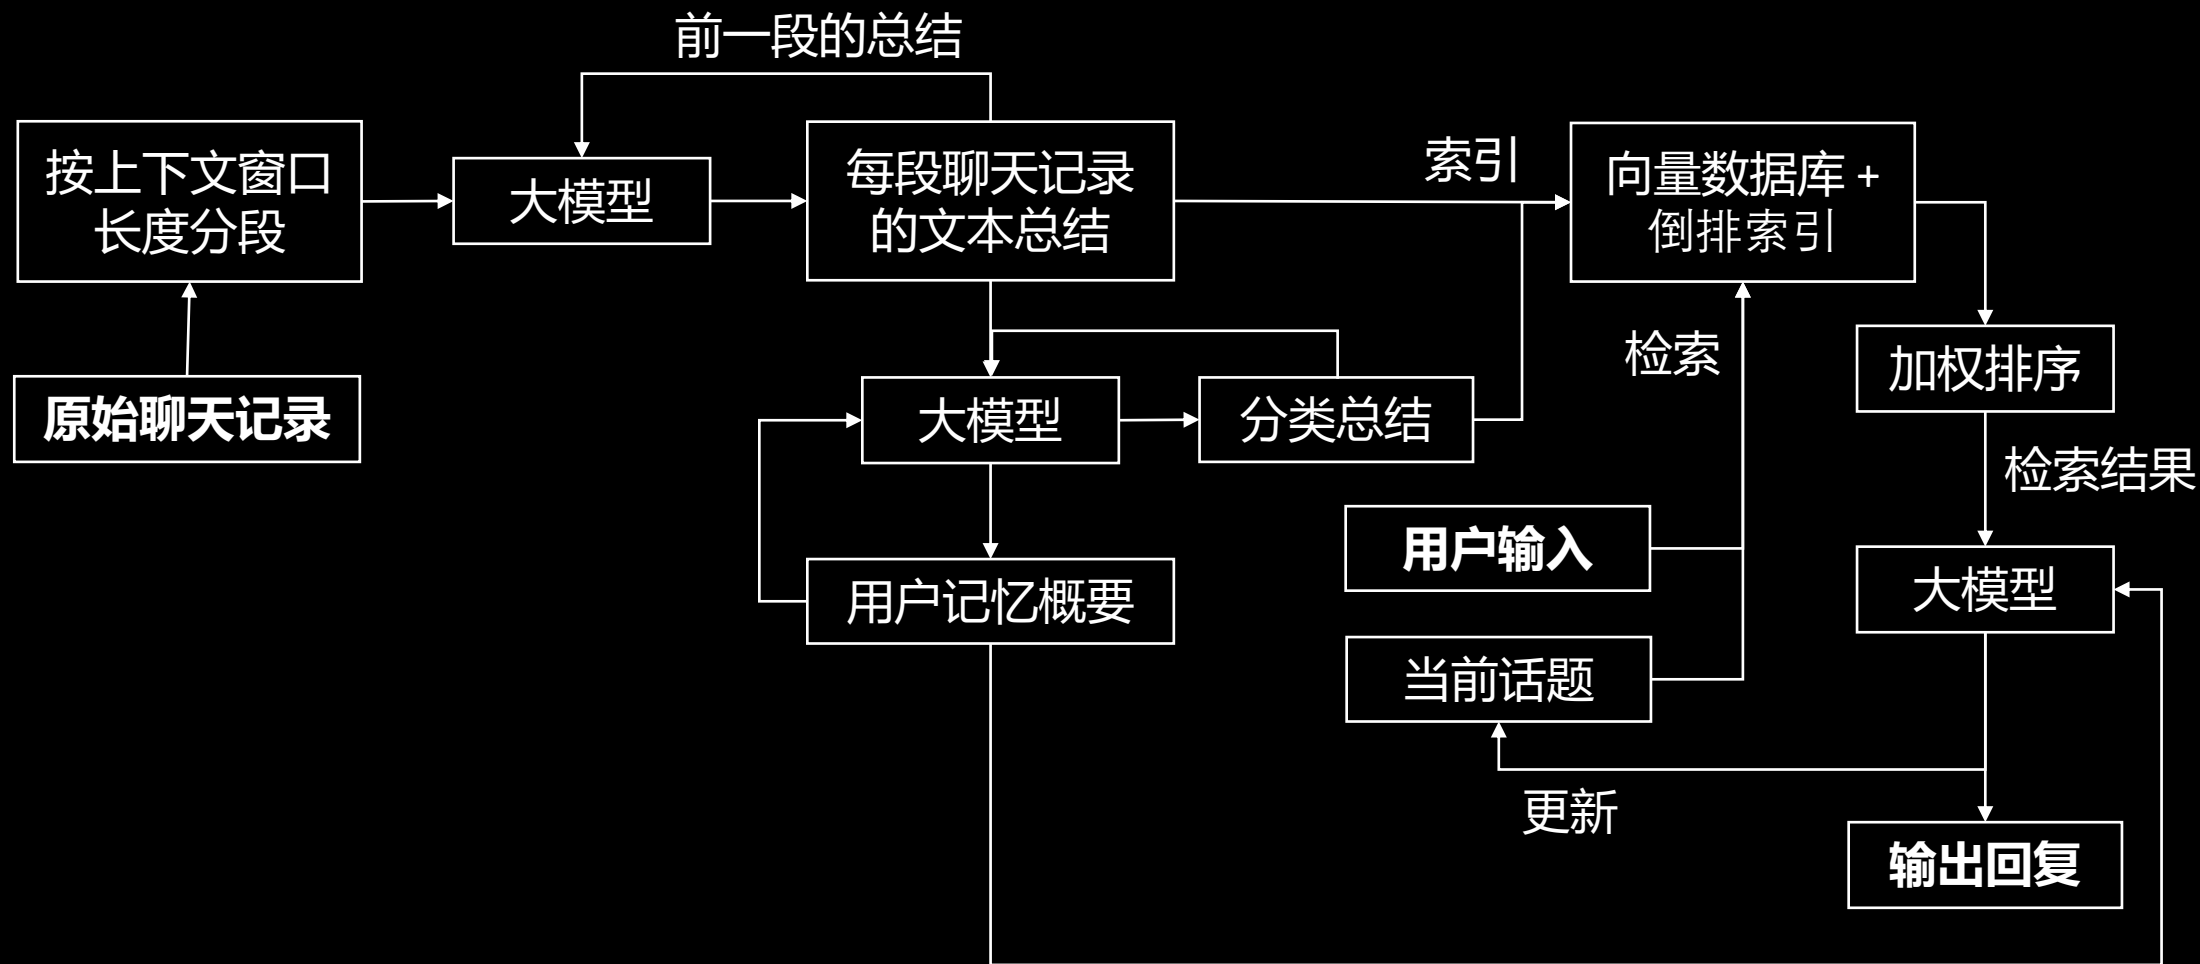 前一段的总结
按上下文窗口
长度分段
大模型
每段聊天记录
的文本总结
索引
向量数据库 +
倒排索引
原始聊天记录
大模型
分类总结
检索
加权排序
检索结果
用户记忆概要
用户输入
当前话题
大模型
更新
输出回复